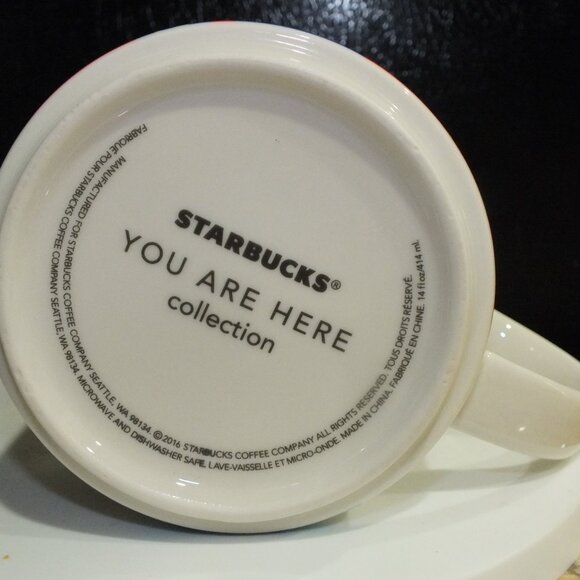 STARBUCKS®
YOU ARE HERE
collection
MANUFACTURED FOR STARBUCKS COFFEE COMPANY SEATTLE, WA 98134. ©2016 STARBUCKS COFFEE COMPANY ALL RIGHTS RESERVED. TOUS DROITS RÉSERVÉ.
FABRIQUÉ POUR STARBUCKS COFFEE COMPANY SEATTLE, WA 98134. MICROWAVE AND DISHWASHER SAFE. LAVE-VAISSELLE ET MICRO-ONDE. MADE IN CHINA. FABRIQUÉ EN CHINE. 14 fl oz/414 ml.